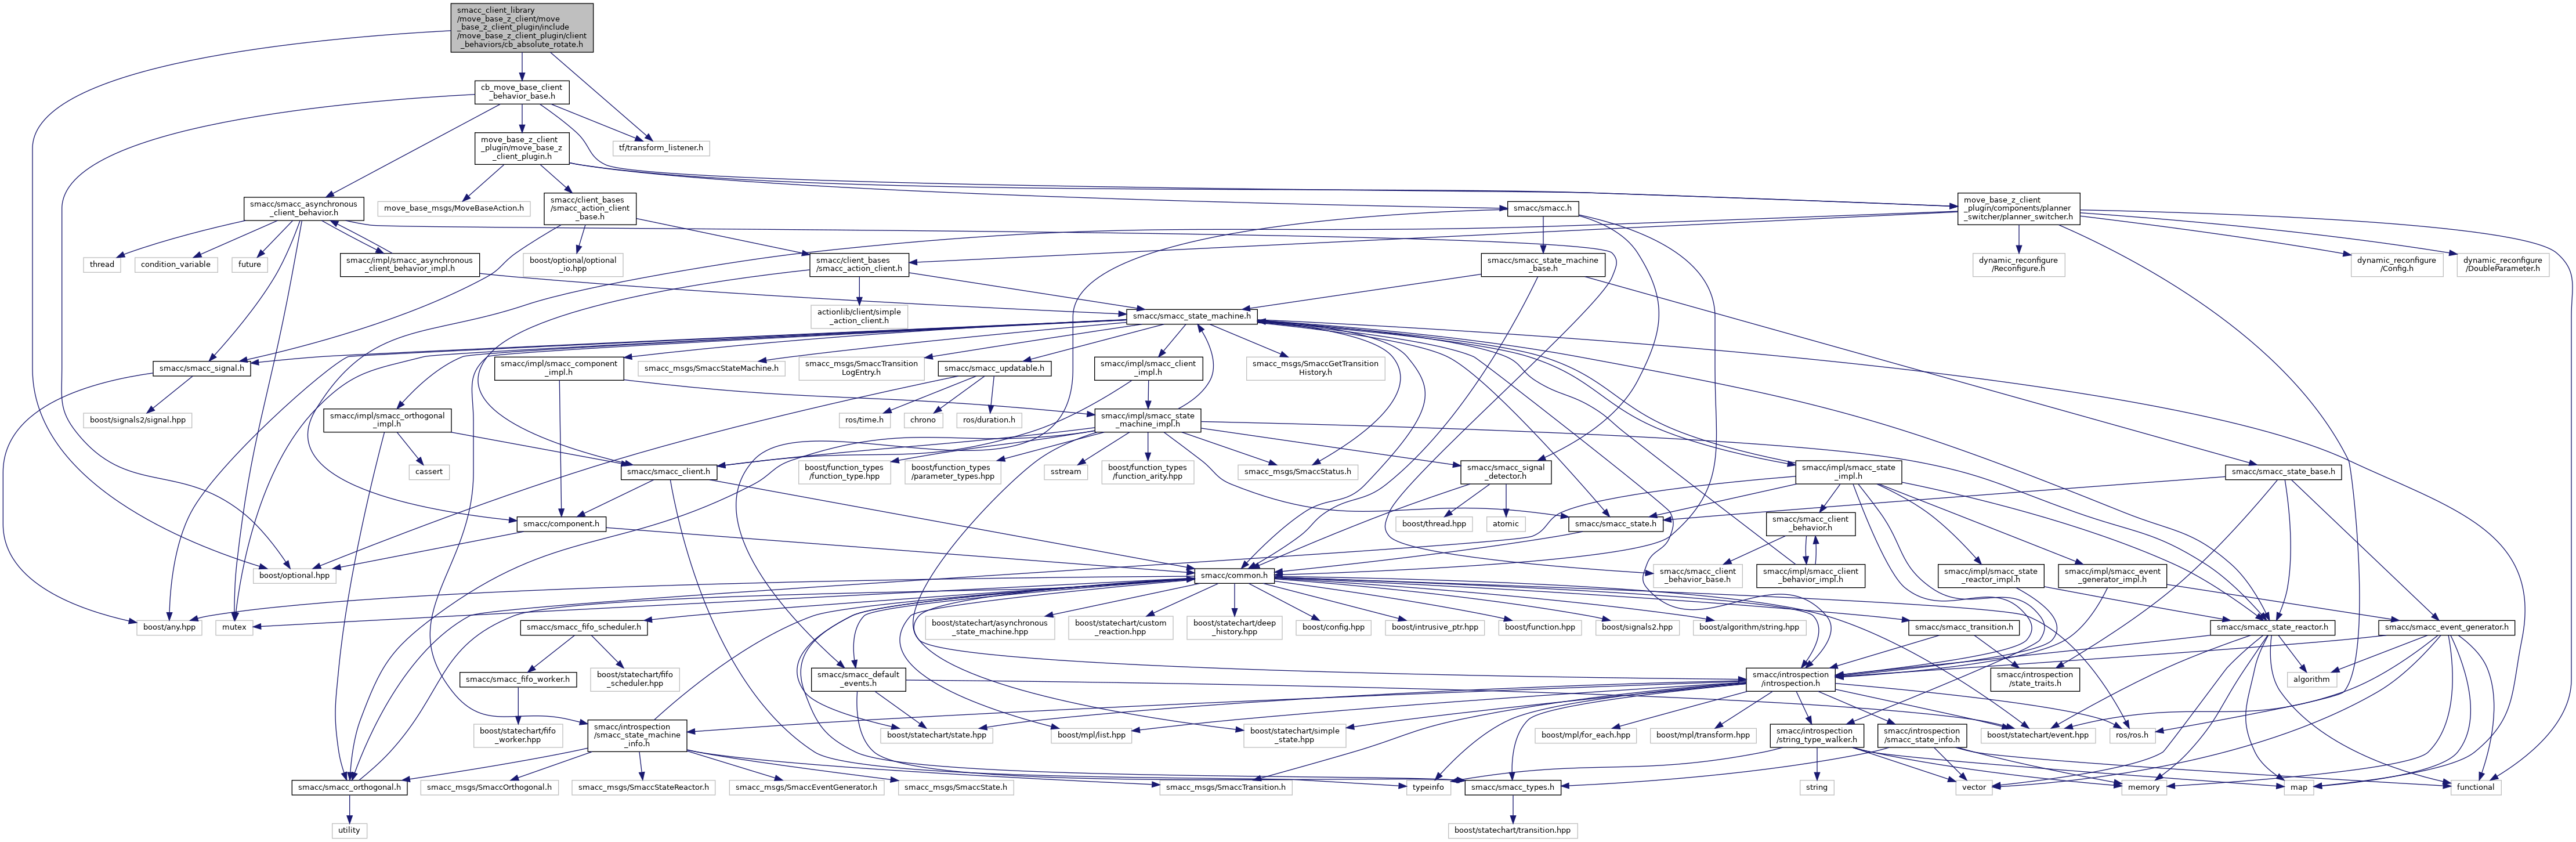 smacc_client_library
/move_base_z_client/move
_base_z_client_plugin/include
/move_base_z_client_plugin/client
_behaviors/cb_absolute_rotate.h
cb_move_base_client
_behavior_base.h
move_base_z_client
_plugin/move_base_z
_client_plugin.h
tf/transform_listener.h
smacc/smacc_asynchronous
_client_behavior.h
move_base_msgs/MoveBaseAction.h
smacc/client_bases
/smacc_action_client
_base.h
smacc/smacc.h
move_base_z_client
_plugin/components/planner
_switcher/planner_switcher.h
thread
condition_variable
future
smacc/impl/smacc_asynchronous
_client_behavior_impl.h
boost/optional/optional
_io.hpp
smacc/client_bases
/smacc_action_client.h
smacc/smacc_state_machine
_base.h
dynamic_reconfigure
/Reconfigure.h
dynamic_reconfigure
/Config.h
dynamic_reconfigure
/DoubleParameter.h
actionlib/client/simple
_action_client.h
smacc/smacc_state_machine.h
smacc/smacc_signal.h
smacc/impl/smacc_component
_impl.h
smacc_msgs/SmaccStateMachine.h
smacc_msgs/SmaccTransition
LogEntry.h
smacc/smacc_updatable.h
smacc/impl/smacc_client
_impl.h
smacc_msgs/SmaccGetTransition
History.h
boost/signals2/signal.hpp
smacc/impl/smacc_orthogonal
_impl.h
ros/time.h
chrono
ros/duration.h
smacc/impl/smacc_state
_machine_impl.h
cassert
smacc/smacc_client.h
boost/function_types
/function_type.hpp
boost/function_types
/parameter_types.hpp
sstream
boost/function_types
/function_arity.hpp
smacc_msgs/SmaccStatus.h
smacc/smacc_signal
_detector.h
smacc/impl/smacc_state
_impl.h
smacc/smacc_state_base.h
smacc/component.h
boost/thread.hpp
atomic
smacc/smacc_state.h
smacc/smacc_client
_behavior.h
boost/optional.hpp
smacc/common.h
smacc/smacc_client
_behavior_base.h
smacc/impl/smacc_client
_behavior_impl.h
smacc/impl/smacc_state
_reactor_impl.h
smacc/impl/smacc_event
_generator_impl.h
boost/any.hpp
mutex
smacc/smacc_fifo_scheduler.h
boost/statechart/asynchronous
_state_machine.hpp
boost/statechart/custom
_reaction.hpp
boost/statechart/deep
_history.hpp
boost/config.hpp
boost/intrusive_ptr.hpp
boost/function.hpp
boost/signals2.hpp
boost/algorithm/string.hpp
smacc/smacc_transition.h
smacc/smacc_state_reactor.h
smacc/smacc_event_generator.h
smacc/smacc_fifo_worker.h
boost/statechart/fifo
_scheduler.hpp
smacc/smacc_default
_events.h
smacc/introspection
/introspection.h
smacc/introspection
/state_traits.h
algorithm
boost/statechart/fifo
_worker.hpp
smacc/introspection
/smacc_state_machine
_info.h
boost/statechart/state.hpp
boost/mpl/list.hpp
boost/statechart/simple
_state.hpp
boost/mpl/for_each.hpp
boost/mpl/transform.hpp
smacc/introspection
/string_type_walker.h
smacc/introspection
/smacc_state_info.h
boost/statechart/event.hpp
ros/ros.h
smacc/smacc_orthogonal.h
smacc_msgs/SmaccOrthogonal.h
smacc_msgs/SmaccStateReactor.h
smacc_msgs/SmaccEventGenerator.h
smacc_msgs/SmaccState.h
smacc_msgs/SmaccTransition.h
typeinfo
smacc/smacc_types.h
string
vector
memory
map
functional
utility
boost/statechart/transition.hpp